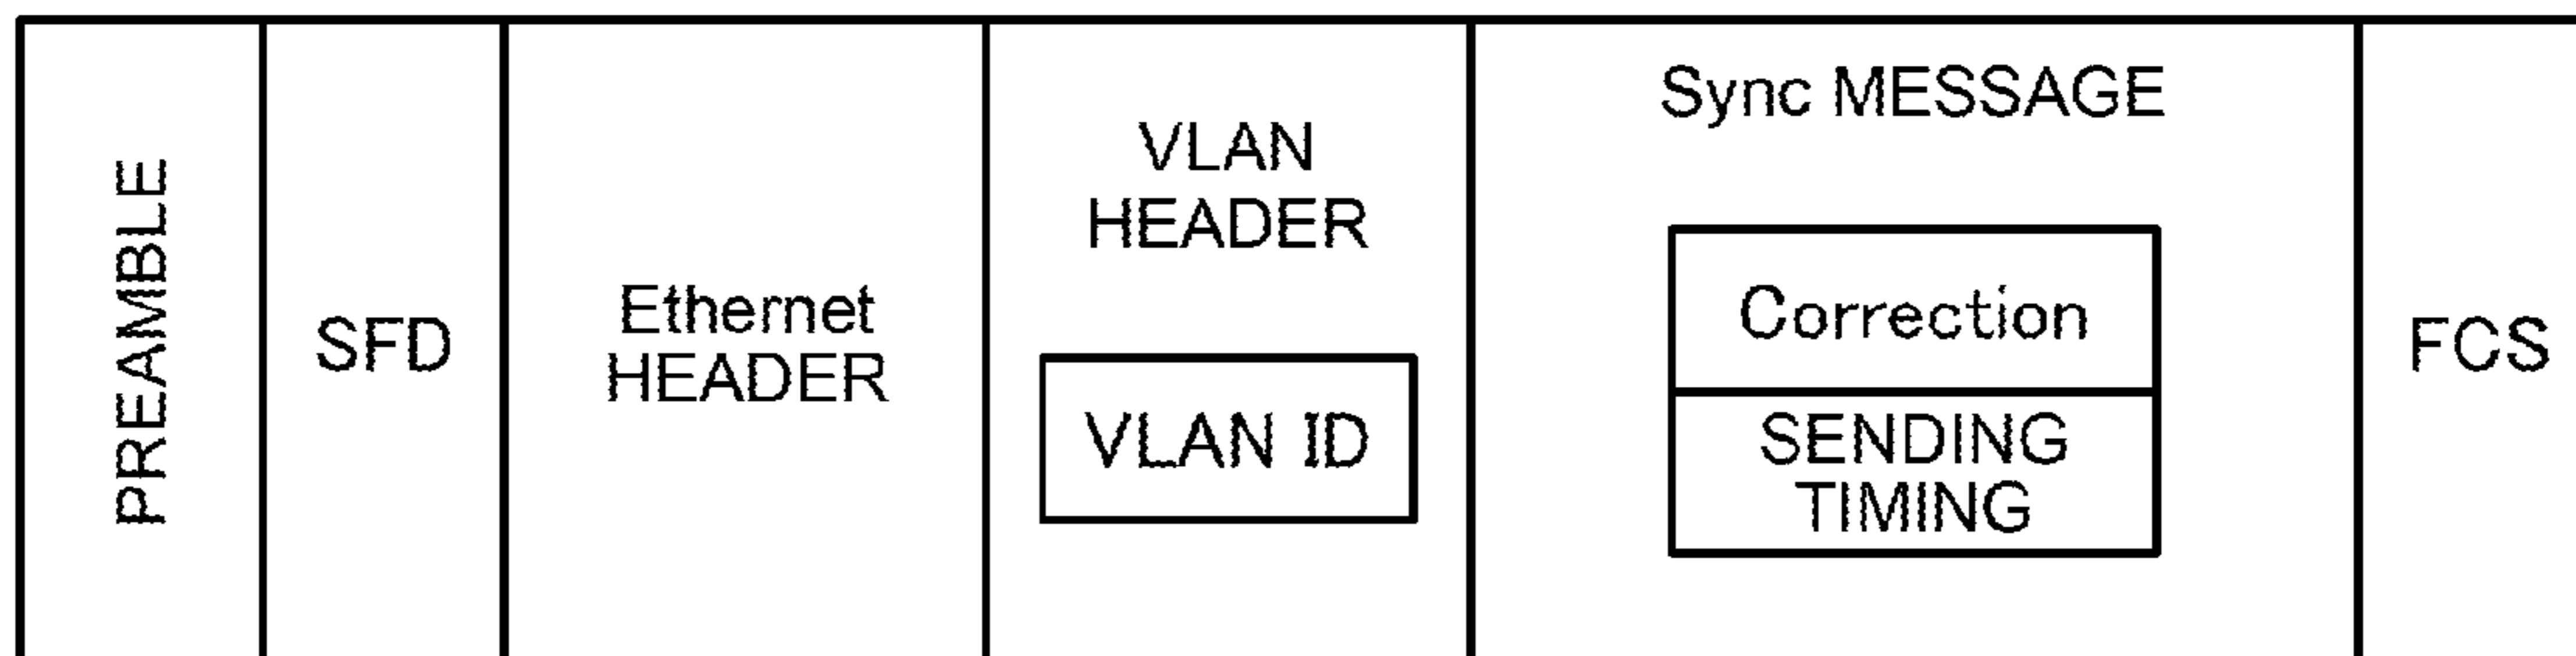 PREAMBLE
SFD
Ethernet
HEADER
VLAN
HEADER
VLAN ID
Sync MESSAGE
Correction
SENDING
TIMING
FCS